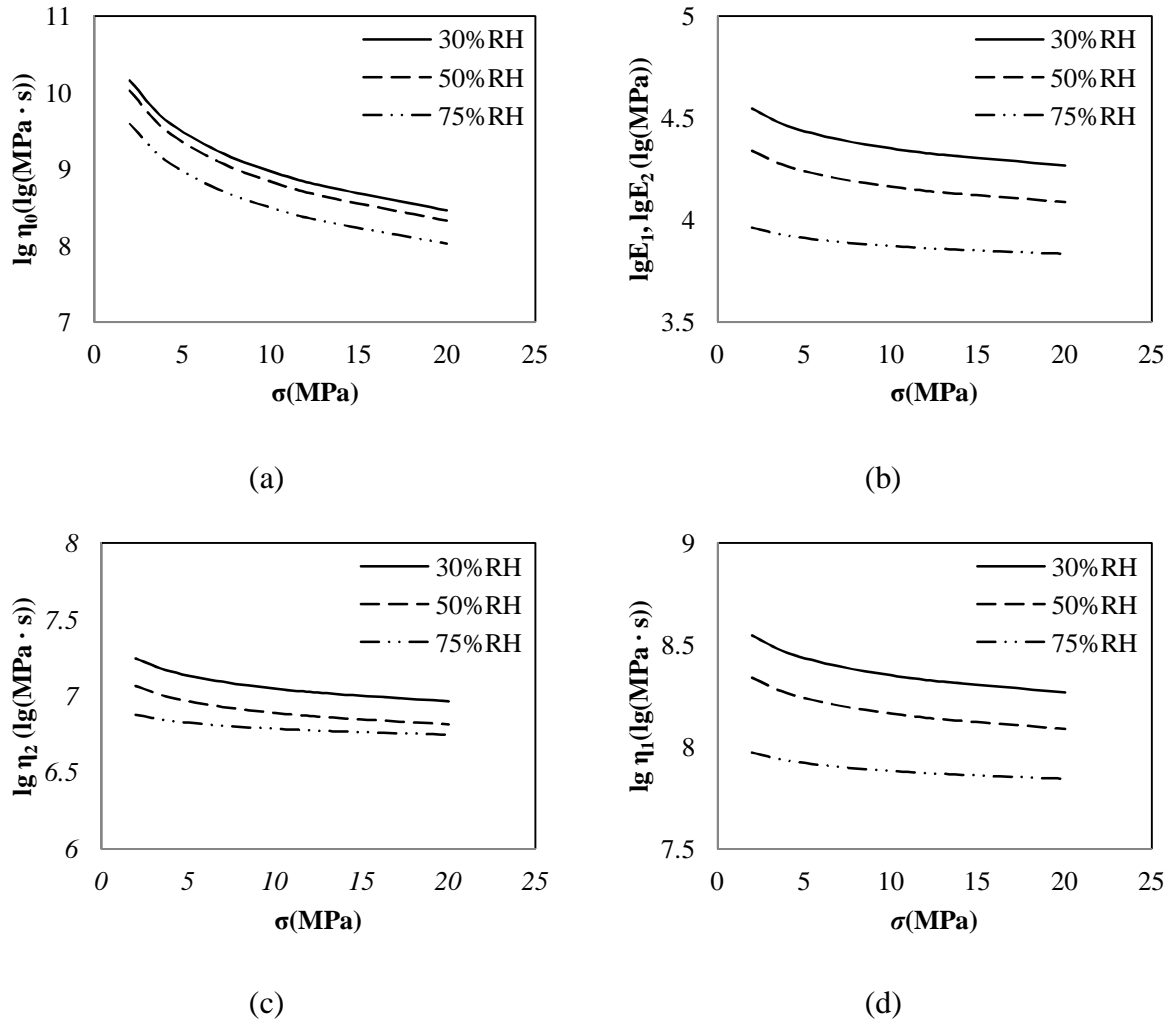 11
10
9
8
7
lg η₀(lg(MPa · s))
0 5 10 15 20 25
σ(MPa)
30%RH
50%RH
75%RH
(a)
5
4.5
4
3.5
lgE₁, lgE₂ (lg(MPa))
0 5 10 15 20 25
σ(MPa)
30%RH
50%RH
75%RH
(b)
8
7.5
7
6.5
6
lg η₂ (lg(MPa · s))
0 5 10 15 20 25
σ(MPa)
30%RH
50%RH
75%RH
(c)
9
8.5
8
7.5
lg η₁(lg(MPa · s))
0 5 10 15 20 25
σ(MPa)
30%RH
50%RH
75%RH
(d)